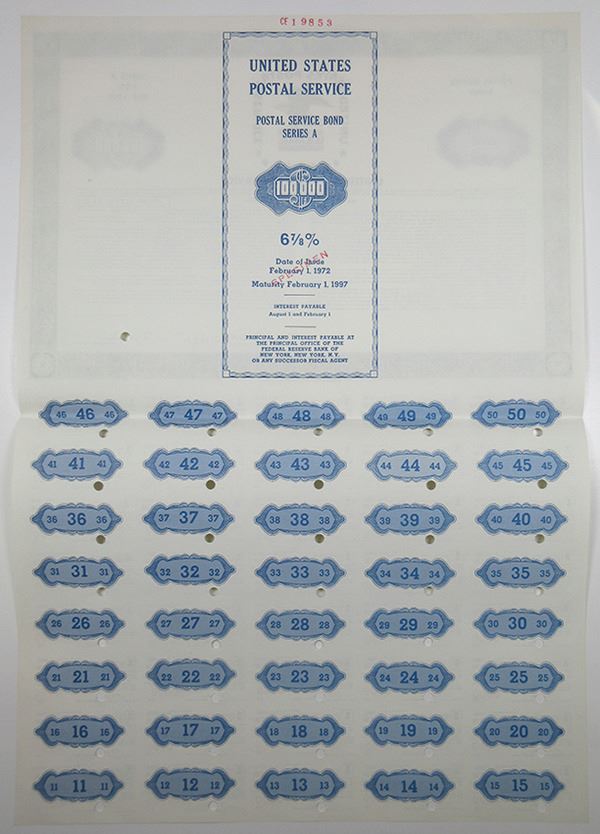 CF19853
UNITED STATES
POSTAL SERVICE
POSTAL SERVICE BOND
SERIES A
100,000
6⅞%
Date of Issue
February 1, 1972
SPECIMEN
Maturity February 1, 1997
INTEREST PAYABLE
August 1 and February 1
PRINCIPAL AND INTEREST PAYABLE AT
THE PRINCIPAL OFFICE OF THE
FEDERAL RESERVE BANK OF
NEW YORK, NEW YORK, N.Y.
OR ANY SUCCESSOR FISCAL AGENT
46 46 46 47 47 47 48 48 48 49 49 49 50 50 50
41 41 41 42 42 42 43 43 43 44 44 44 45 45 45
36 36 36 37 37 37 38 38 38 39 39 39 40 40 40
31 31 31 32 32 32 33 33 33 34 34 34 35 35 35
26 26 26 27 27 27 28 28 28 29 29 29 30 30 30
21 21 21 22 22 22 23 23 23 24 24 24 25 25 25
16 16 16 17 17 17 18 18 18 19 19 19 20 20 20
11 11 11 12 12 12 13 13 13 14 14 14 15 15 15